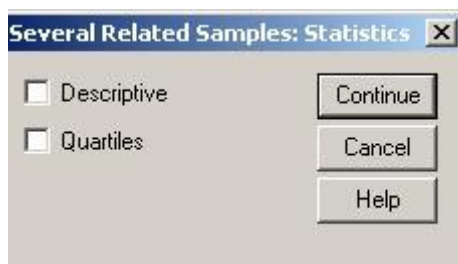 Several Related Samples: Statistics
Descriptive
Continue
Quartiles
Cancel
Help